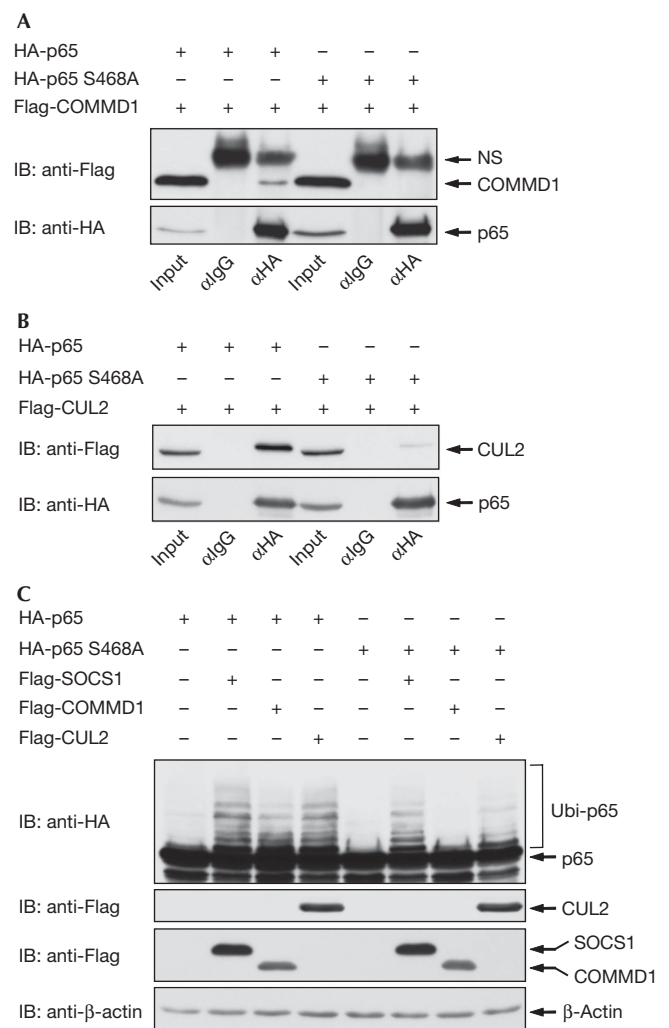 A
HA-p65 + + + – – –
HA-p65 S468A – – – + + +
Flag-COMMD1 + + + + + +
IB: anti-Flag
NS
COMMD1
IB: anti-HA
p65
Input αIgG αHA Input αIgG αHA
B
HA-p65 + + + – – –
HA-p65 S468A – – – + + +
Flag-CUL2 + + + + + +
IB: anti-Flag
CUL2
IB: anti-HA
p65
Input αIgG αHA Input αIgG αHA
C
HA-p65 + + + + – – – –
HA-p65 S468A – – – – + + + +
Flag-SOCS1 – + – – – + – –
Flag-COMMD1 – – + – – – + –
Flag-CUL2 – – – + – – – +
IB: anti-HA
Ubi-p65
p65
IB: anti-Flag
CUL2
IB: anti-Flag
SOCS1
COMMD1
IB: anti-β-actin
β-Actin